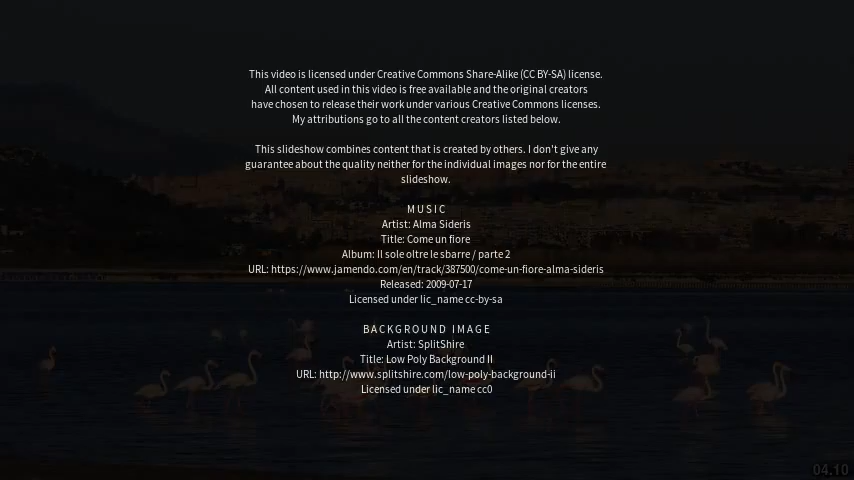 This video is licensed under Creative Commons Share-Alike (CC BY-SA) license.
All content used in this video is free available and the original creators
have chosen to release their work under various Creative Commons licenses.
My attributions go to all the content creators listed below.
This slideshow combines content that is created by others. I don't give any
guarantee about the quality neither for the individual images nor for the entire
slideshow.
MUSIC
Artist: Alma Sideris
Title: Come un fiore
Album: Il sole oltre le sbarre / parte 2
URL: https://www.jamendo.com/en/track/387500/come-un-fiore-alma-sideris
Released: 2009-07-17
Licensed under lic_name cc-by-sa
BACKGROUND IMAGE
Artist: SplitShire
Title: Low Poly Background II
URL: http://www.splitshire.com/low-poly-background-ii
Licensed under lic_name cc0
04.10